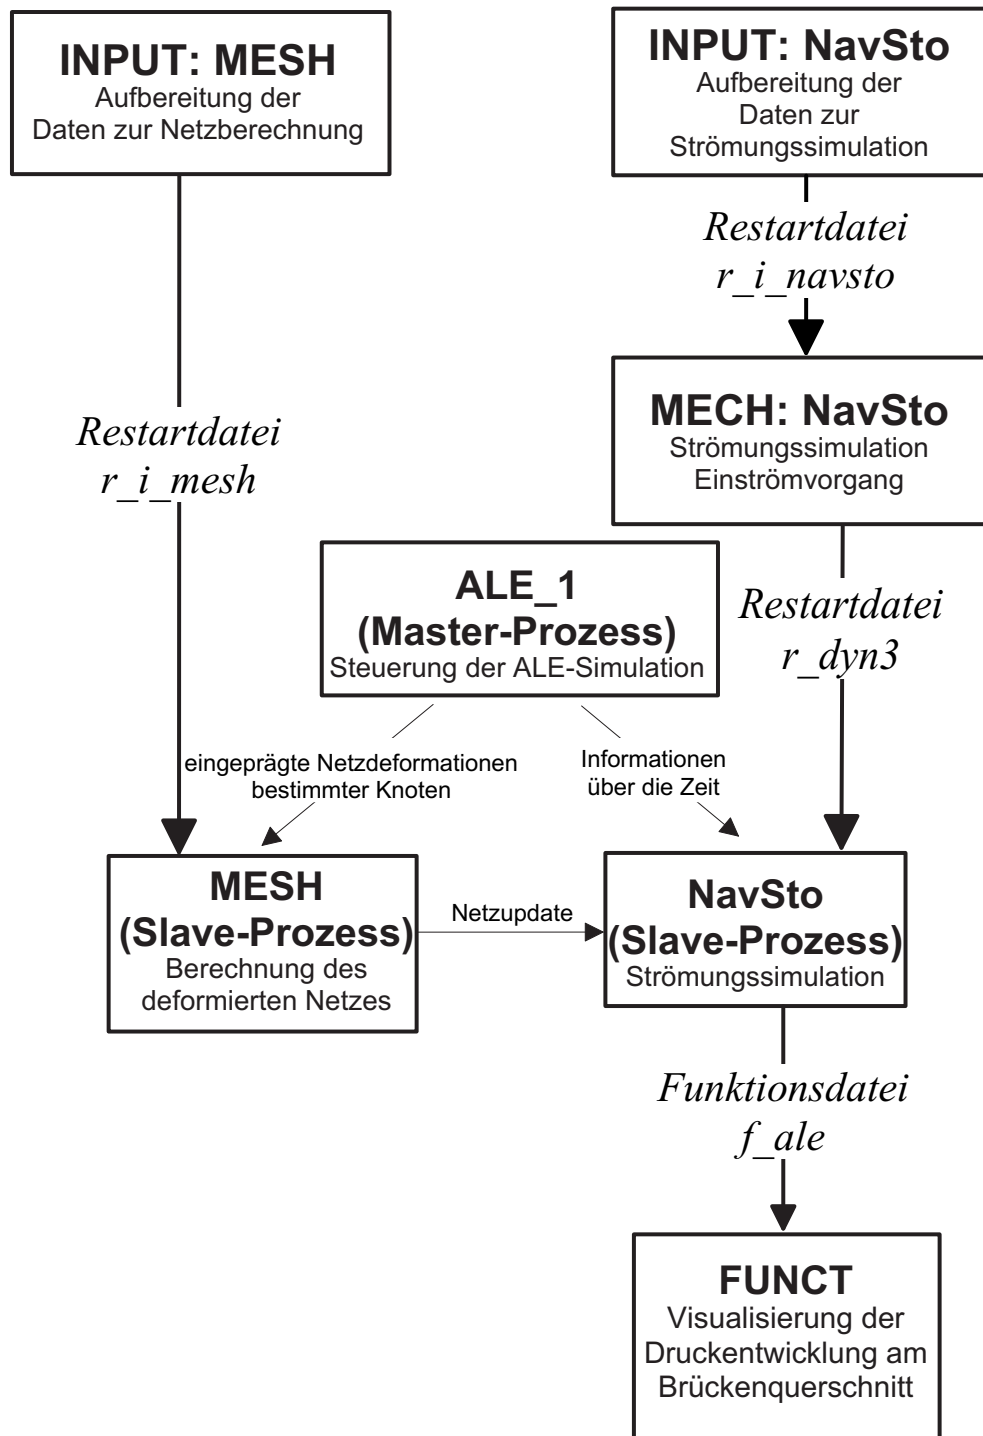 INPUT: MESH
Aufbereitung der
Daten zur Netzberechnung
INPUT: NavSto
Aufbereitung der
Daten zur
Strömungssimulation
Restartdatei
r_i_navsto
MECH: NavSto
Strömungssimulation
Einströmvorgang
Restartdatei
r_i_mesh
ALE_1
(Master-Prozess)
Steuerung der ALE-Simulation
Restartdatei
r_dyn3
eingeprägte Netzdeformationen
bestimmter Knoten
Informationen
über die Zeit
MESH
(Slave-Prozess)
Berechnung des
deformierten Netzes
Netzupdate
NavSto
(Slave-Prozess)
Strömungssimulation
Funktionsdatei
f_ale
FUNCT
Visualisierung der
Druckentwicklung am
Brückenquerschnitt